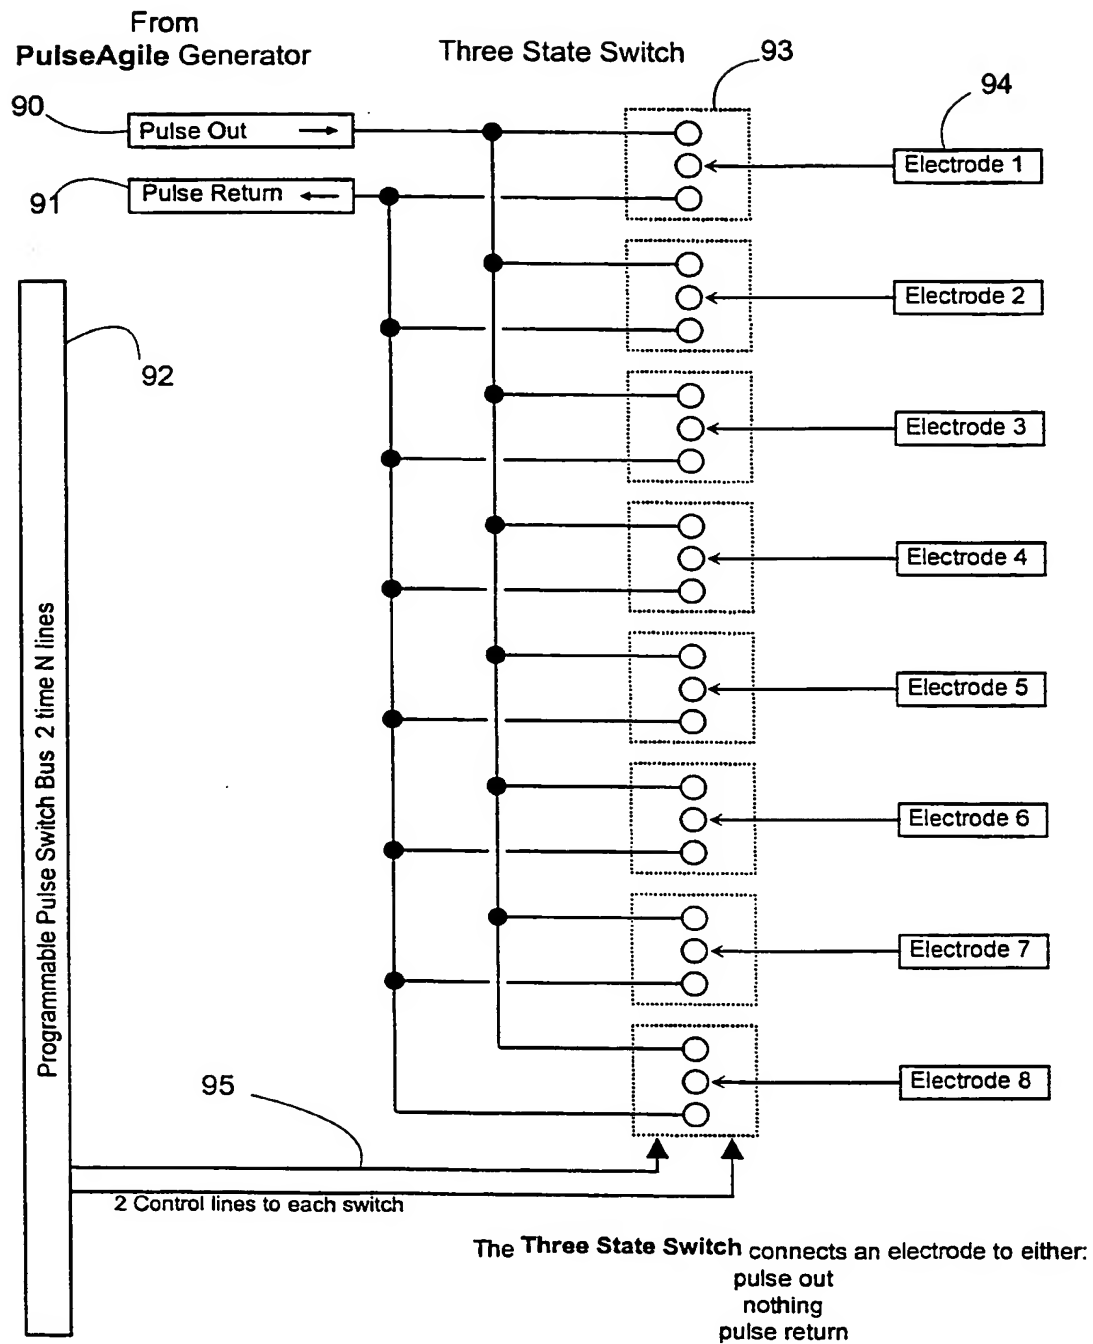 From
PulseAgile Generator
Three State Switch
93
94
90
Pulse Out
Electrode 1
91
Pulse Return
Electrode 2
92
Electrode 3
Electrode 4
Electrode 5
Programmable Pulse Switch Bus 2 time N lines
Electrode 6
Electrode 7
Electrode 8
95
2 Control lines to each switch
The Three State Switch connects an electrode to either:
pulse out
nothing
pulse return